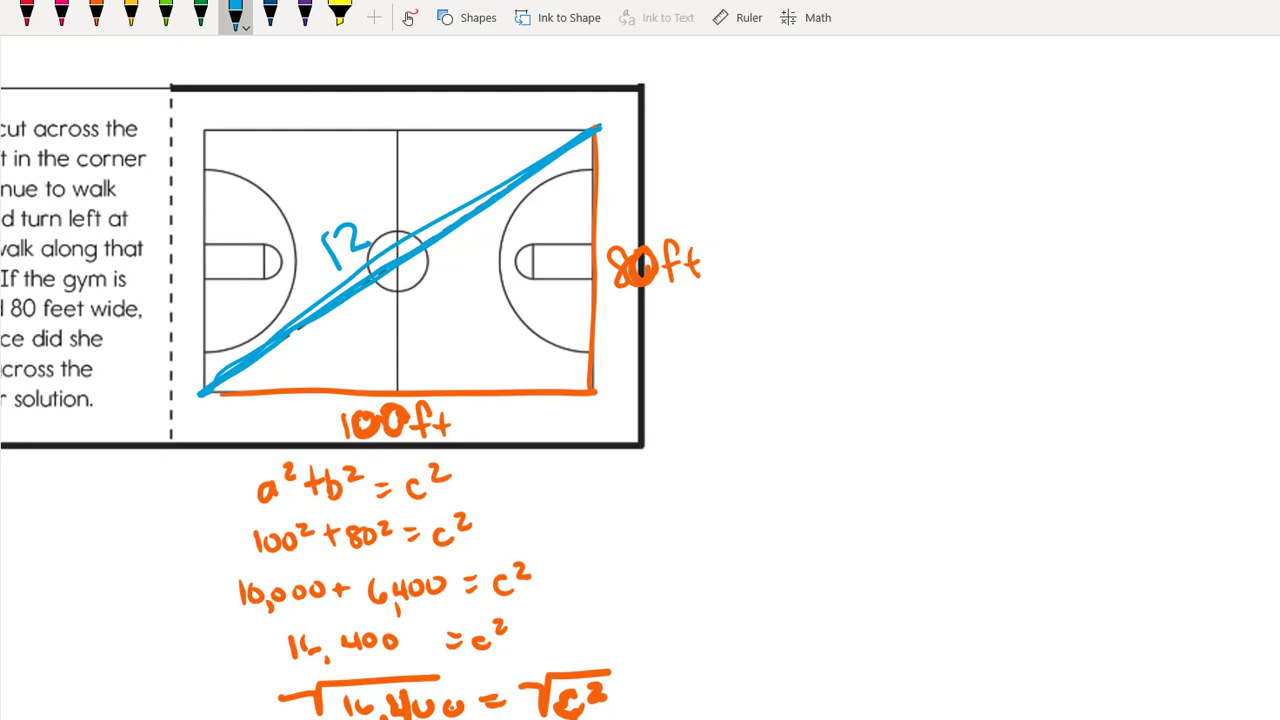 Shapes Ink to Shape Ink to Text Ruler Math
cut across the
t in the corner
nue to walk
d turn left at
valk along that
If the gym is
d 80 feet wide,
ce did she
cross the
r solution.
12
80ft
100ft
a²+b²=c²
100²+80²=c²
10,000+6,400=c²
16,400=c²
√16,400=√c²